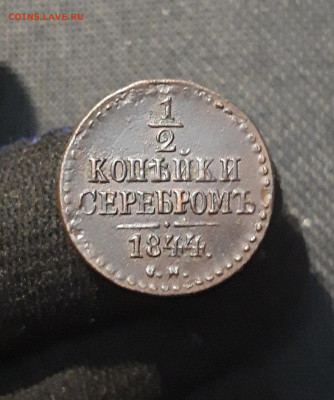 COINS.LAVE.RU
1
2
КОПѢЙКИ
СЕРЕБРОМЪ
1844.